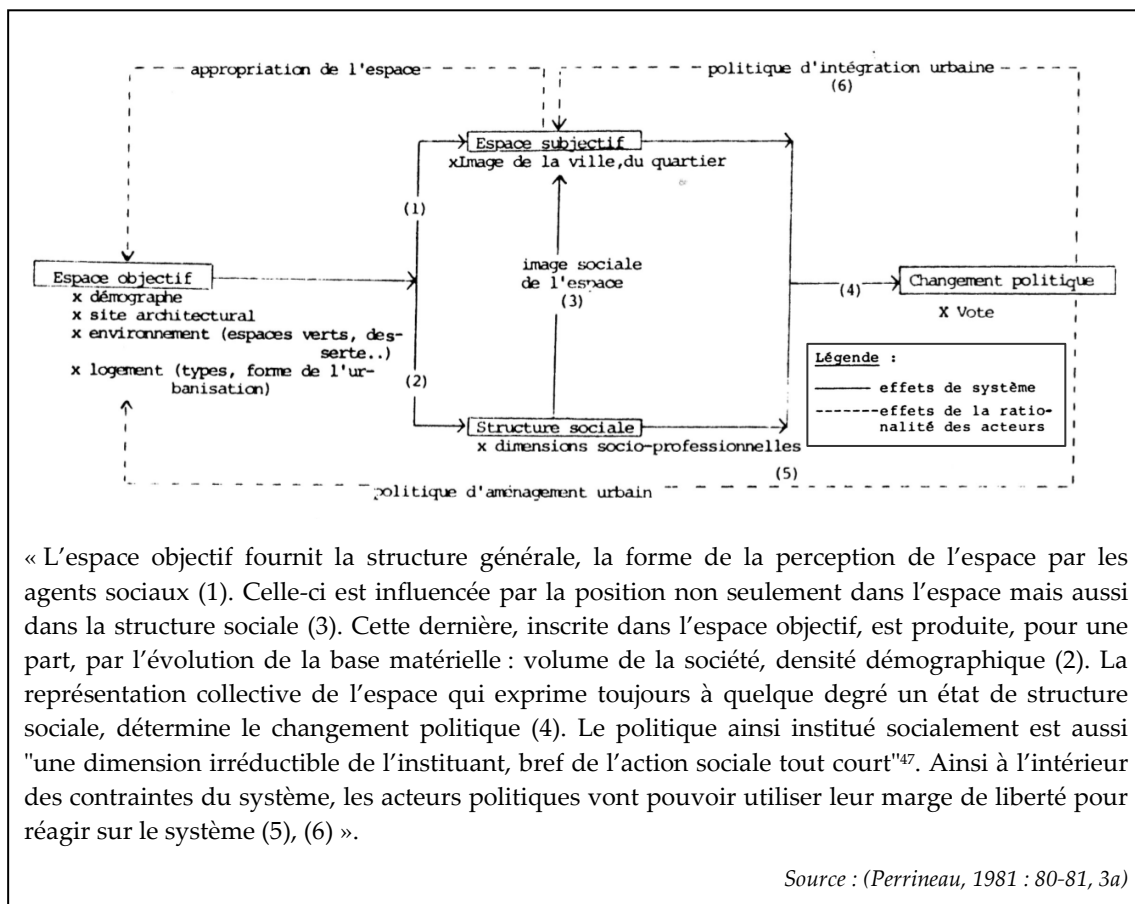 appropriation de l'espace
politique d'intégration urbaine
(6)
Espace subjectif
xImage de la ville,du quartier
(1)
image sociale
de l'espace
(3)
Espace objectif
x démographe
x site architectural
x environnement (espaces verts, des-
serte..)
x logement (types, forme de l'ur-
banisation)
(2)
(4)
Changement politique
X Vote
Légende :
effets de système
effets de la ratio-
nalité des acteurs
Structure sociale
x dimensions socio-professionnelles
(5)
politique d'aménagement urbain
« L’espace objectif fournit la structure générale, la forme de la perception de l’espace par les
agents sociaux (1). Celle-ci est influencée par la position non seulement dans l’espace mais aussi
dans la structure sociale (3). Cette dernière, inscrite dans l’espace objectif, est produite, pour une
part, par l’évolution de la base matérielle : volume de la société, densité démographique (2). La
représentation collective de l’espace qui exprime toujours à quelque degré un état de structure
sociale, détermine le changement politique (4). Le politique ainsi institué socialement est aussi
"une dimension irréductible de l’instituant, bref de l’action sociale tout court"47. Ainsi à l’intérieur
des contraintes du système, les acteurs politiques vont pouvoir utiliser leur marge de liberté pour
réagir sur le système (5), (6) ».
Source : (Perrineau, 1981 : 80-81, 3a)